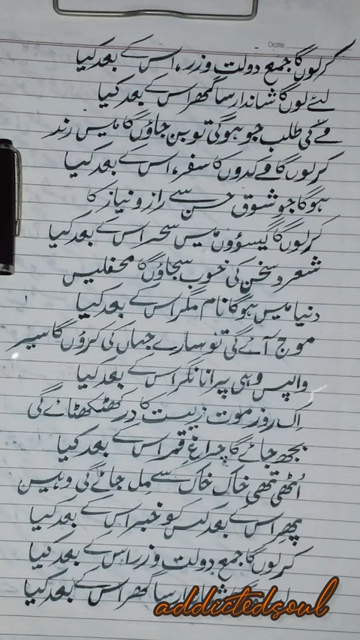 Date
کرلوں گا جمع دولت و زر، اس کے بعد کیا
لے لوں گا شاندار سا گھر اس کے بعد کیا
مے کی طلب جو ہوگی تو بن جاؤں گا میں رند
کرلوں گا مے کدوں کا سفر، اس کے بعد کیا
ہوگا جو شوق حسن سے راز و نیاز کا
کرلوں گا گیسوؤں میں سحر اس کے بعد کیا
شعر و سخن کی خوب سجاؤں گا محفلیں
دنیا میں ہوگا نام مگر اس کے بعد کیا
موج آئے گی تو سارے جہاں کی کروں گا سیر
واپس وہی پرانا نگر اس کے بعد کیا
اک روز موت زیست کا در کھٹکھٹائے گی
بجھ جائے گا چراغ قمر اس کے بعد کیا
اٹھی تھی خاک خاک سے مل جائے گی وہیں
پھر اس کے بعد کس کو خبر اس کے بعد کیا
کرلوں گا جمع دولت و زر اس کے بعد کیا
شاندار سا گھر اس کے بعد کیا
addictedsoul